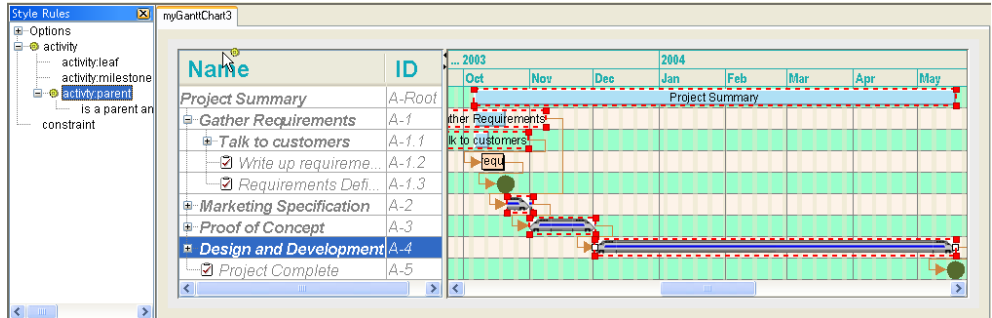 Style Rules
Options
activity
activity:leaf
activity:milestone
activity:parent
is a parent an
constraint
myGanttChart3
Name ID
Project Summary A-Root
Gather Requirements A-1
Talk to customers A-1.1
Write up requireme... A-1.2
Requirements Defi... A-1.3
Marketing Specification A-2
Proof of Concept A-3
Design and Development A-4
Project Complete A-5
... 2003 2004
Oct Nov Dec Jan Feb Mar Apr May
Project Summary
ther Requirements
lk to customers
requ